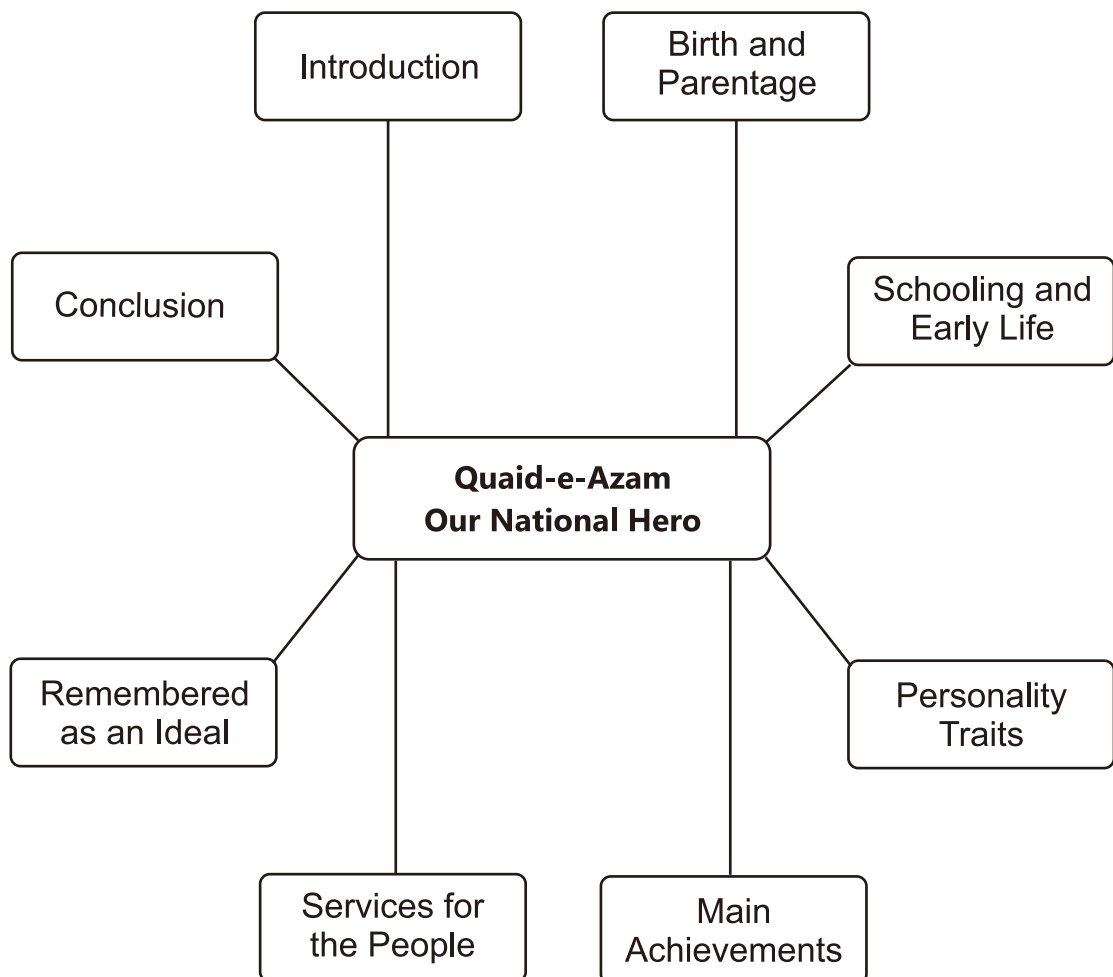 Introduction
Birth and
Parentage
Conclusion
Schooling and
Early Life
Quaid-e-Azam
Our National Hero
Remembered
as an Ideal
Personality
Traits
Services for
the People
Main
Achievements